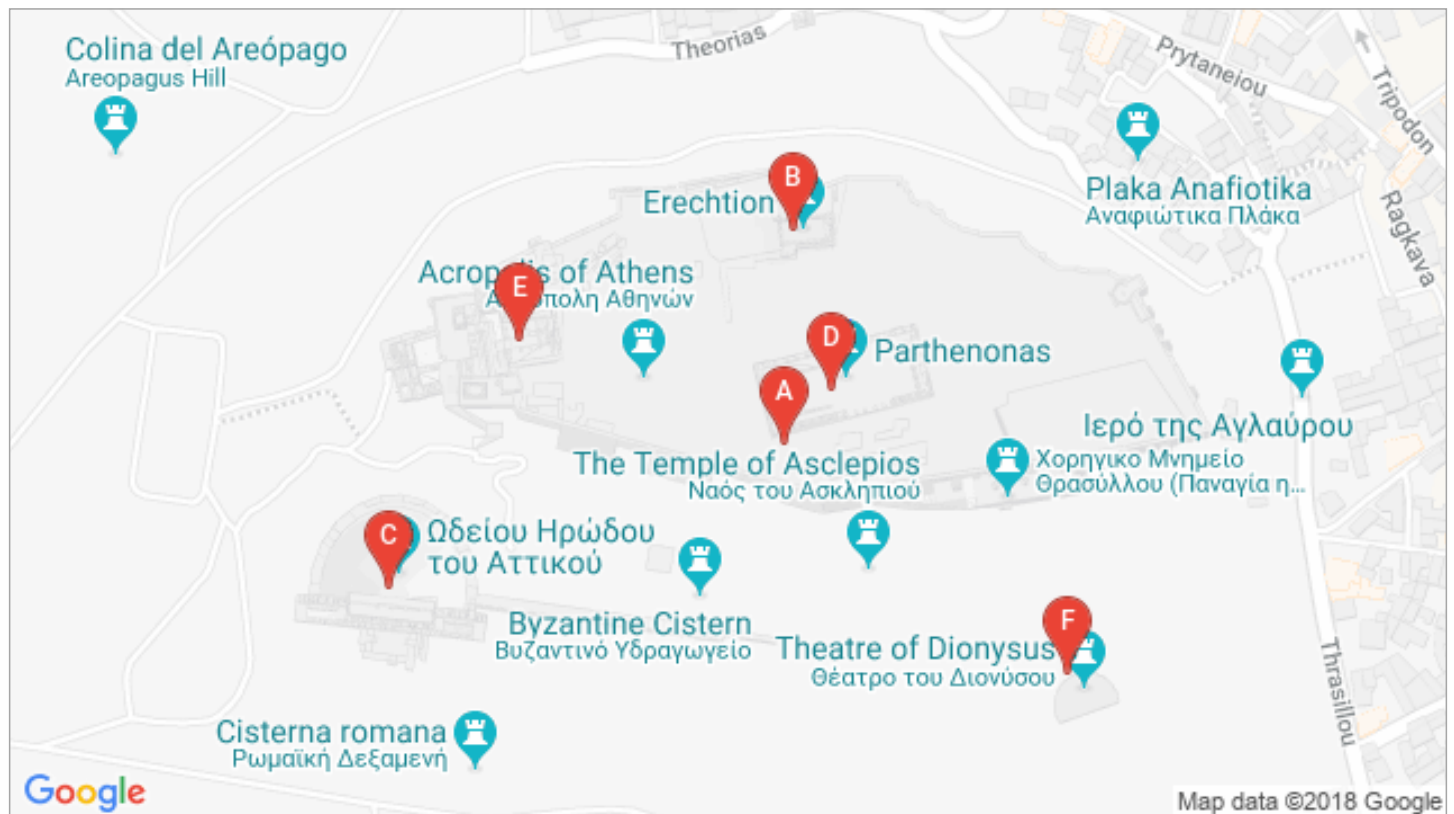 Colina del Areópago
Areopagus Hill
Theorias
Prytaneiou
Tripodon
Ragkava
B
Erechtion
Plaka Anafiotika
Αναφιώτικα Πλάκα
Acropolis of Athens
E
Αθηνών
D
Parthenonas
A
Ιερό της Αγλαύρου
The Temple of Asclepios
Ναός του Ασκληπιού
Χορηγικο Μνημείο
Θρασύλλου (Παναγία η...
C
Ωδείου Ηρώδου
του Αττικού
Byzantine Cistern
Βυζαντινό Υδραγωγείο
F
Theatre of Dionysus
Θέατρο του Διονύσου
Thrasillou
Cisterna romana
Ρωμαϊκή Δεξαμενή
Google
Map data ©2018 Google